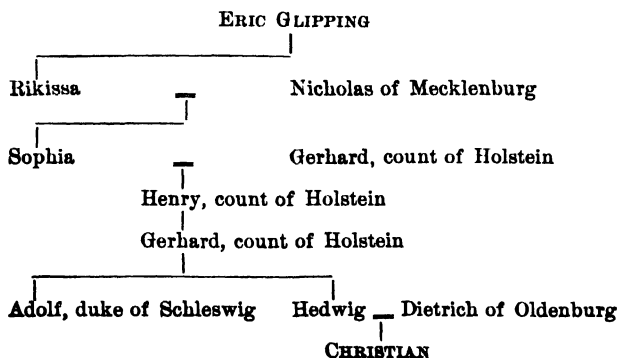 ERIC GLIPPING
Rikissa Nicholas of Mecklenburg
Sophia Gerhard, count of Holstein
Henry, count of Holstein
Gerhard, count of Holstein
Adolf, duke of Schleswig Hedwig Dietrich of Oldenburg
CHRISTIAN